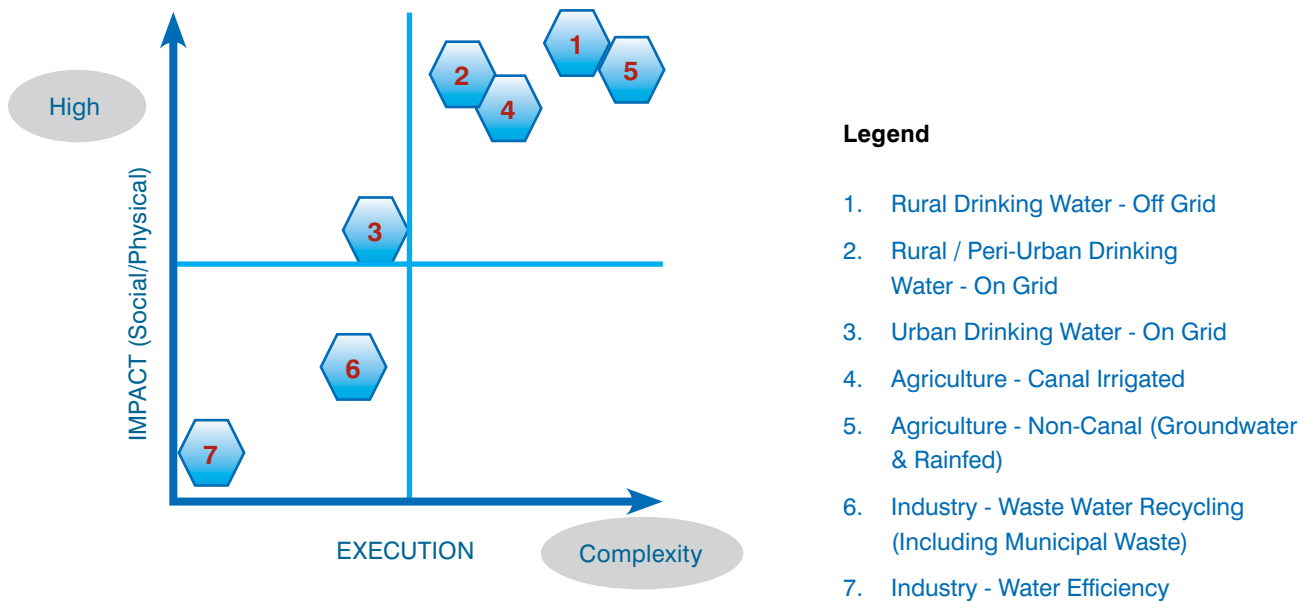 High
IMPACT (Social/Physical)
1
2
5
4
3
6
7
EXECUTION
Complexity
Legend
1. Rural Drinking Water - Off Grid
2. Rural / Peri-Urban Drinking
Water - On Grid
3. Urban Drinking Water - On Grid
4. Agriculture - Canal Irrigated
5. Agriculture - Non-Canal (Groundwater
& Rainfed)
6. Industry - Waste Water Recycling
(Including Municipal Waste)
7. Industry - Water Efficiency